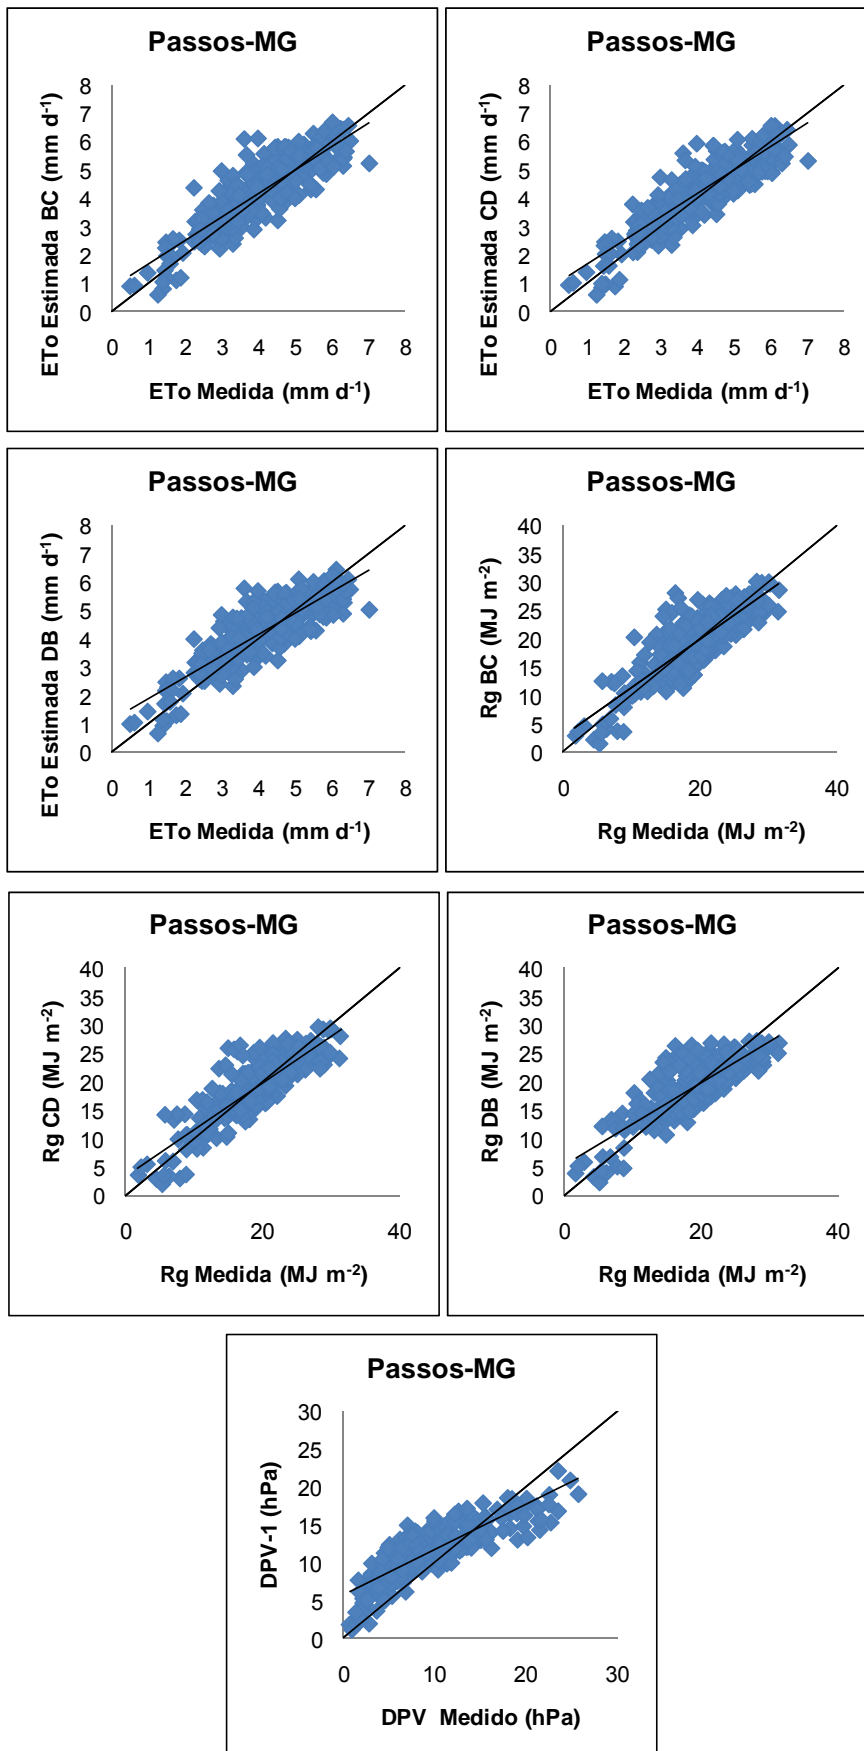 Passos-MG
ETo Estimada BC (mm d-1)
8
7
6
5
4
3
2
1
0
0 1 2 3 4 5 6 7 8
ETo Medida (mm d-1)
Passos-MG
ETo Estimada CD (mm d-1)
8
7
6
5
4
3
2
1
0
0 2 4 6 8
ETo Medida (mm d-1)
Passos-MG
ETo Estimada DB (mm d-1)
8
7
6
5
4
3
2
1
0
0 1 2 3 4 5 6 7 8
ETo Medida (mm d-1)
Passos-MG
Rg BC (MJ m-2)
40
35
30
25
20
15
10
5
0
0 20 40
Rg Medida (MJ m-2)
Passos-MG
Rg CD (MJ m-2)
40
35
30
25
20
15
10
5
0
0 20 40
Rg Medida (MJ m-2)
Passos-MG
Rg DB (MJ m-2)
40
35
30
25
20
15
10
5
0
0 20 40
Rg Medida (MJ m-2)
Passos-MG
DPV-1 (hPa)
30
25
20
15
10
5
0
0 10 20 30
DPV Medido (hPa)